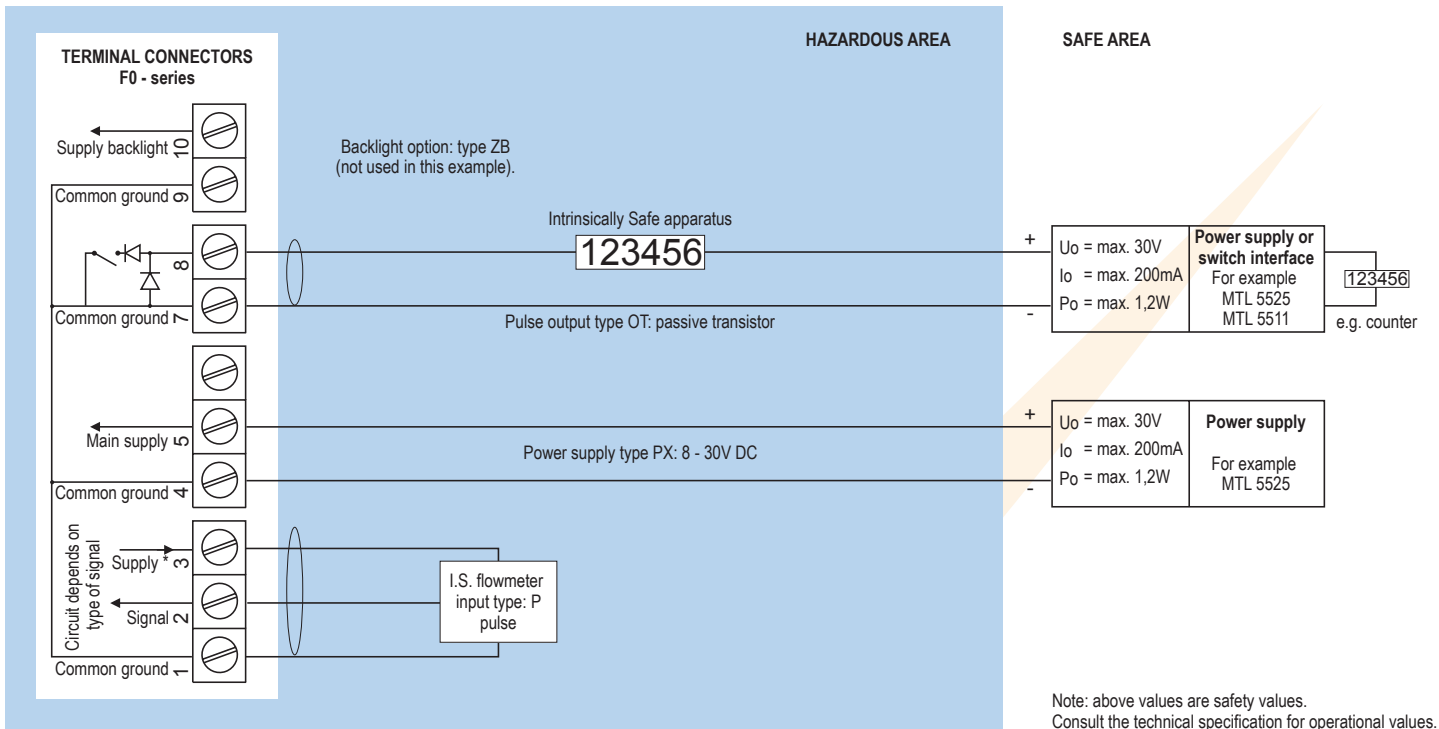 HAZARDOUS AREA
SAFE AREA
TERMINAL CONNECTORS
F0 - series
Supply backlight
10
Common ground
9
Backlight option: type ZB
(not used in this example).
8
Common ground
7
Intrinsically Safe apparatus
123456
Pulse output type OT: passive transistor
+
-
Uo = max. 30V
Io = max. 200mA
Po = max. 1,2W
Power supply or
switch interface
For example
MTL 5525
MTL 5511
123456
e.g. counter
Main supply
5
Common ground
4
Power supply type PX: 8 - 30V DC
+
-
Uo = max. 30V
Io = max. 200mA
Po = max. 1,2W
Power supply
For example
MTL 5525
Circuit depends on
type of signal
Supply *
3
Signal
2
Common ground
1
I.S. flowmeter
input type: P
pulse
Note: above values are safety values.
Consult the technical specification for operational values.